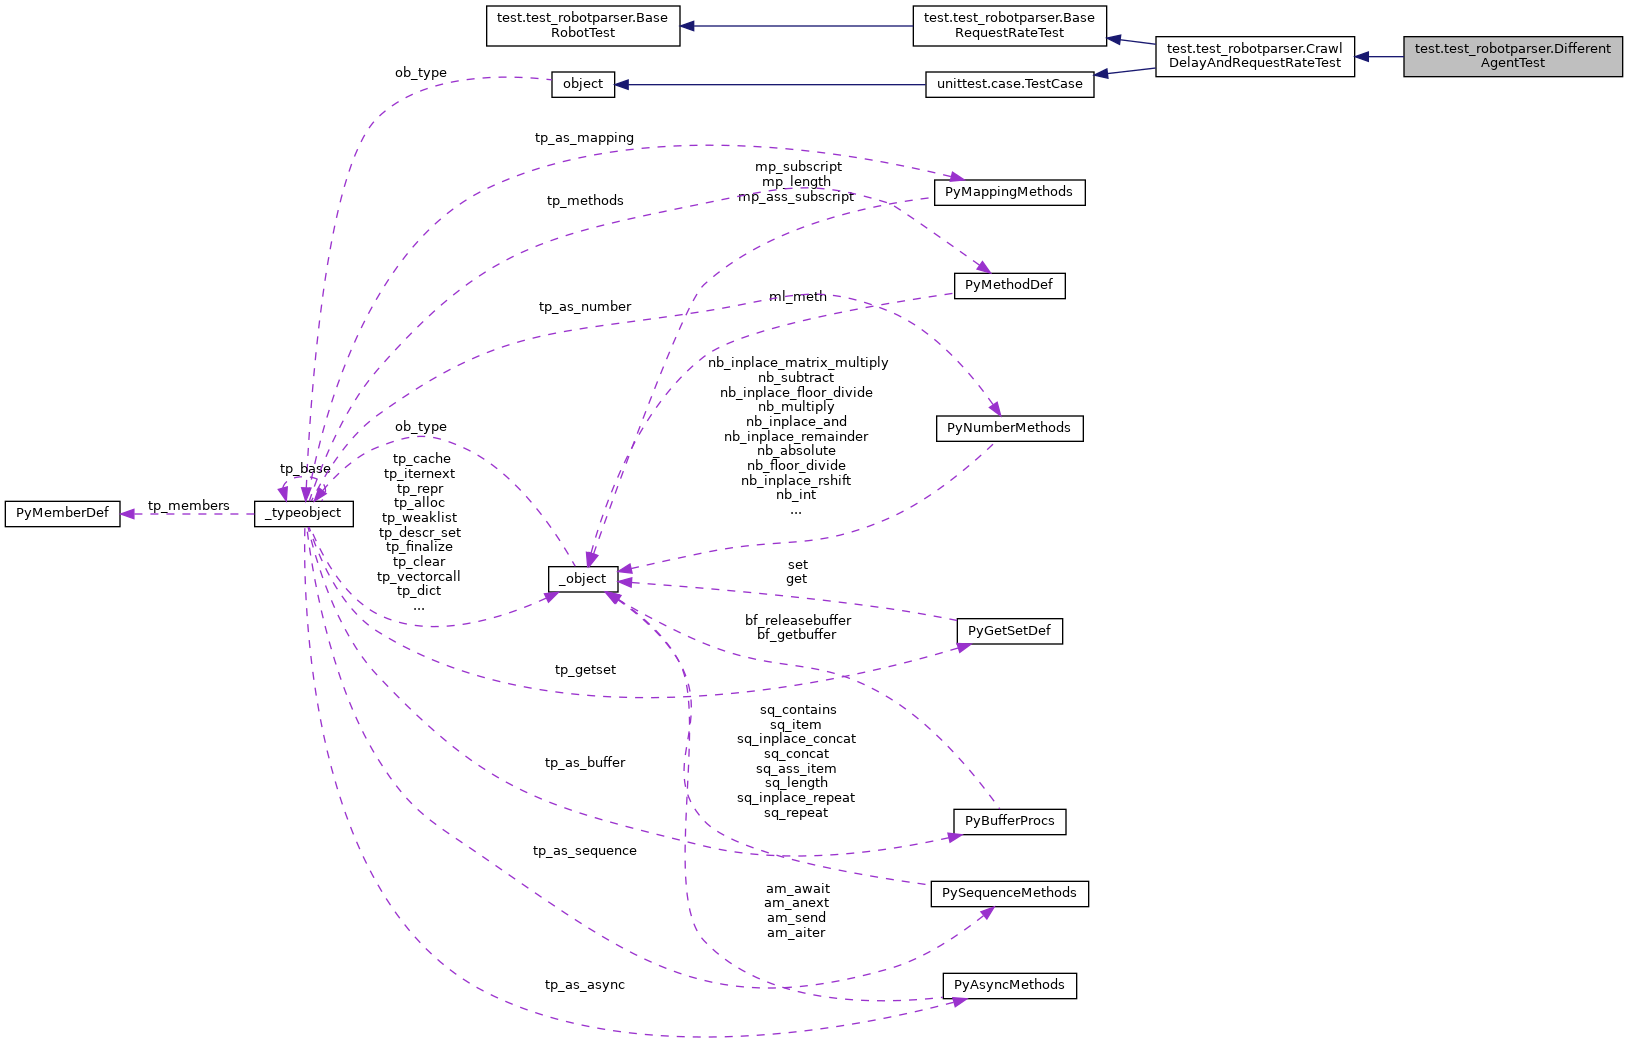 test.test_robotparser.Base
RobotTest
test.test_robotparser.Base
RequestRateTest
test.test_robotparser.Crawl
DelayAndRequestRateTest
test.test_robotparser.Different
AgentTest
ob_type
object
unittest.case.TestCase
tp_as_mapping
mp_subscript
mp_length
mp_ass_subscript
PyMappingMethods
tp_methods
PyMethodDef
tp_as_number
ml_meth
nb_inplace_matrix_multiply
nb_subtract
nb_inplace_floor_divide
nb_multiply
nb_inplace_and
nb_inplace_remainder
nb_absolute
nb_floor_divide
nb_inplace_rshift
nb_int
...
PyNumberMethods
ob_type
tp_base
tp_cache
tp_iternext
tp_repr
tp_alloc
tp_weaklist
tp_descr_set
tp_finalize
tp_clear
tp_vectorcall
tp_dict
...
PyMemberDef
tp_members
_typeobject
_object
set
get
PyGetSetDef
bf_releasebuffer
bf_getbuffer
tp_getset
sq_contains
sq_item
sq_inplace_concat
sq_concat
sq_ass_item
sq_length
sq_inplace_repeat
sq_repeat
tp_as_buffer
PyBufferProcs
tp_as_sequence
PySequenceMethods
am_await
am_anext
am_send
am_aiter
tp_as_async
PyAsyncMethods